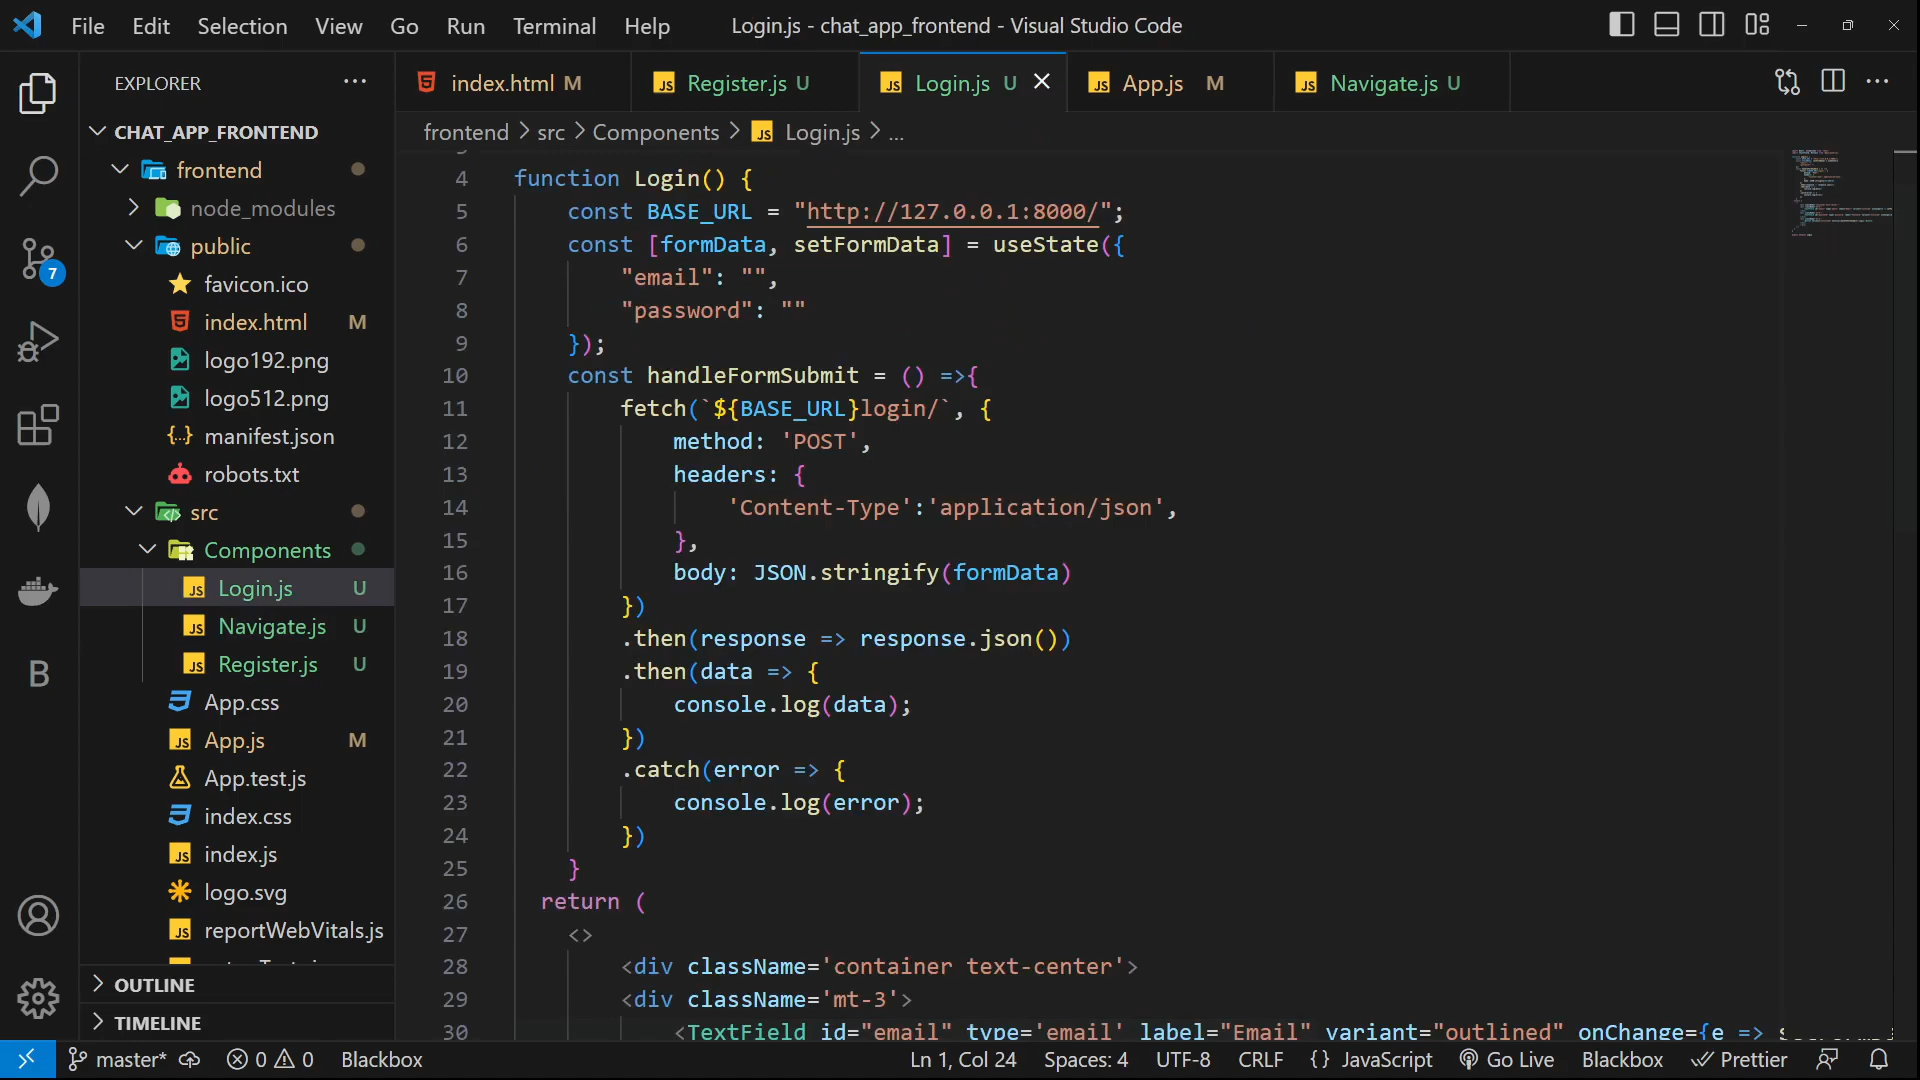 File Edit Selection View Go Run Terminal Help
Login.js - chat_app_frontend - Visual Studio Code
EXPLORER
index.html M
Register.js U
Login.js U
App.js M
Navigate.js U
CHAT_APP_FRONTEND
frontend
node_modules
public
favicon.ico
index.html M
logo192.png
logo512.png
manifest.json
robots.txt
src
Components
Login.js U
Navigate.js U
Register.js U
App.css
App.js M
App.test.js
index.css
index.js
logo.svg
reportWebVitals.js
OUTLINE
TIMELINE
7
B
frontend > src > Components > Login.js > ...
4 function Login() {
5 const BASE_URL = "http://127.0.0.1:8000/";
6 const [formData, setFormData] = useState({
7 "email": "",
8 "password": ""
9 });
10 const handleFormSubmit = () =>{
11 fetch(`${BASE_URL}login/`, {
12 method: 'POST',
13 headers: {
14 'Content-Type':'application/json',
15 },
16 body: JSON.stringify(formData)
17 })
18 .then(response => response.json())
19 .then(data => {
20 console.log(data);
21 })
22 .catch(error => {
23 console.log(error);
24 })
25 }
26 return (
27 <>
28 <div className='container text-center'>
29 <div className='mt-3'>
30 <TextField id="email" type='email' label="Email" variant="outlined" onChange={e =>
master* 0 0 Blackbox
Ln 1, Col 24 Spaces: 4 UTF-8 CRLF {} JavaScript Go Live Blackbox Prettier